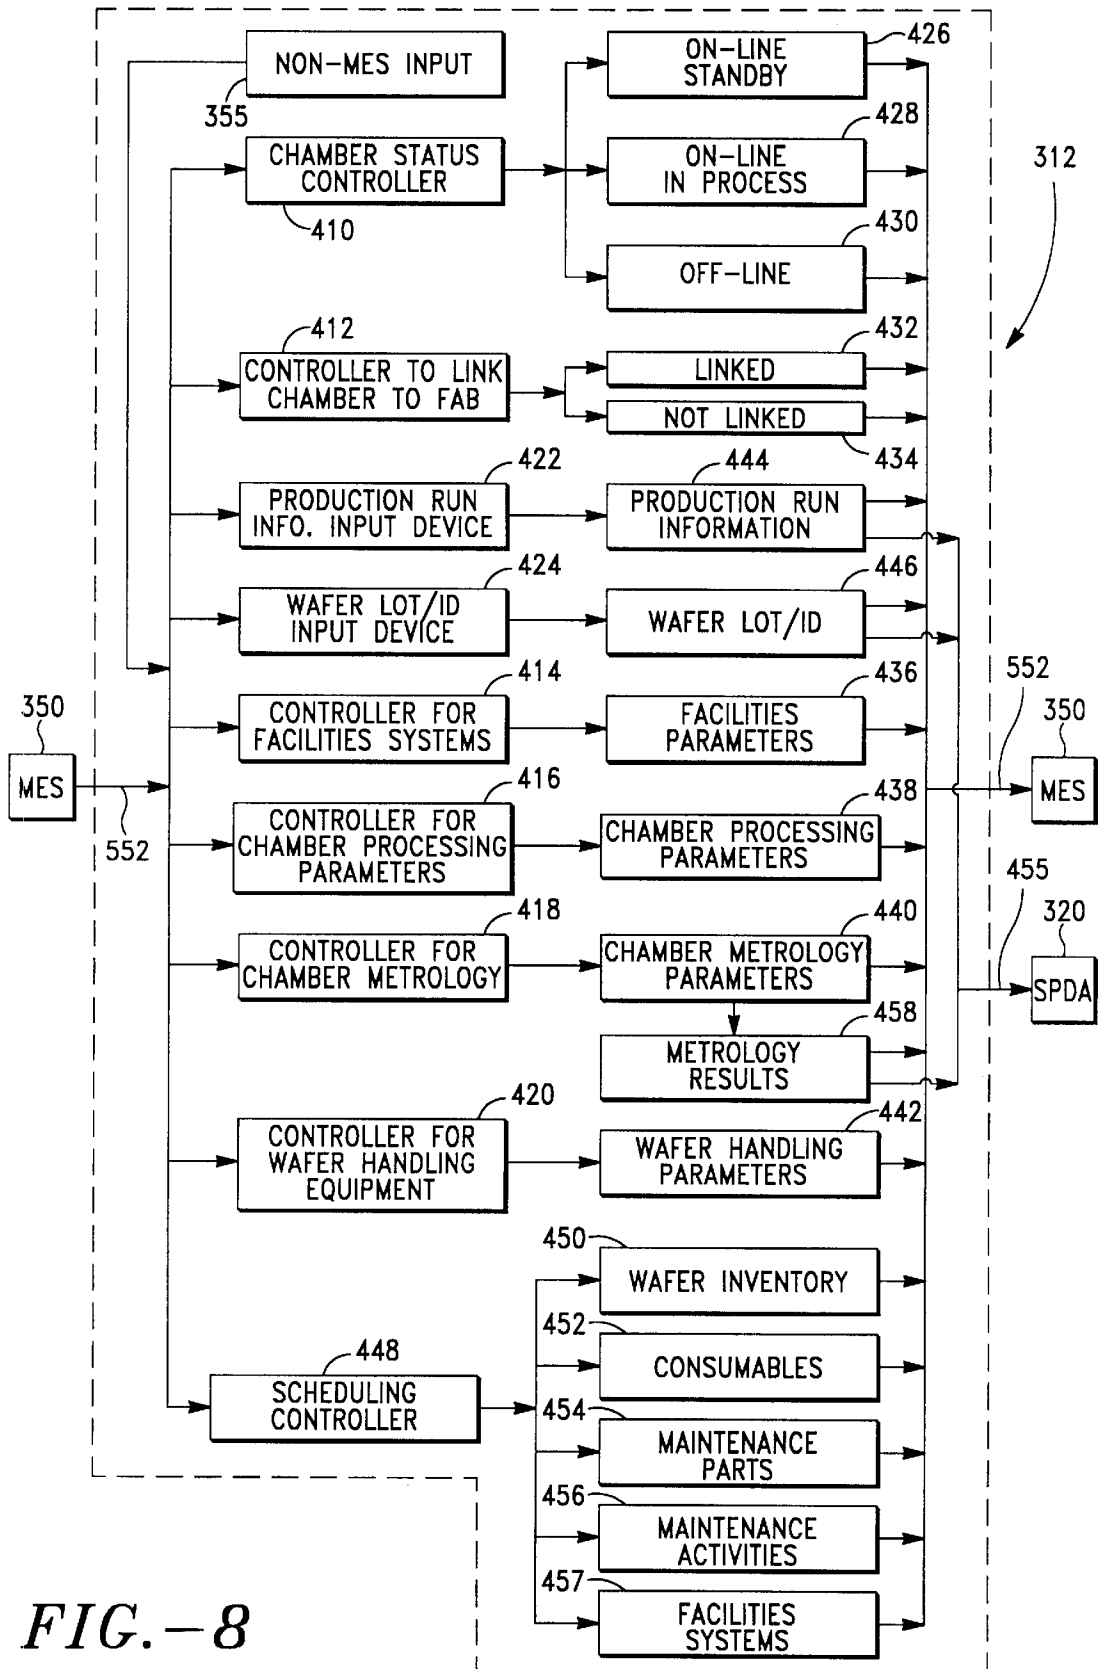 NON-MES INPUT
355
ON-LINE
STANDBY
426
CHAMBER STATUS
CONTROLLER
410
ON-LINE
IN PROCESS
428
312
OFF-LINE
430
412
CONTROLLER TO LINK
CHAMBER TO FAB
LINKED
432
NOT LINKED
434
422
PRODUCTION RUN
INFO. INPUT DEVICE
444
PRODUCTION RUN
INFORMATION
424
WAFER LOT/ID
INPUT DEVICE
446
WAFER LOT/ID
414
CONTROLLER FOR
FACILITIES SYSTEMS
436
FACILITIES
PARAMETERS
350
MES
552
552
350
MES
416
CONTROLLER FOR
CHAMBER PROCESSING
PARAMETERS
438
CHAMBER PROCESSING
PARAMETERS
418
CONTROLLER FOR
CHAMBER METROLOGY
440
CHAMBER METROLOGY
PARAMETERS
455
320
SPDA
458
METROLOGY
RESULTS
420
CONTROLLER FOR
WAFER HANDLING
EQUIPMENT
442
WAFER HANDLING
PARAMETERS
450
WAFER INVENTORY
452
CONSUMABLES
448
SCHEDULING
CONTROLLER
454
MAINTENANCE
PARTS
456
MAINTENANCE
ACTIVITIES
457
FACILITIES
SYSTEMS
FIG.-8